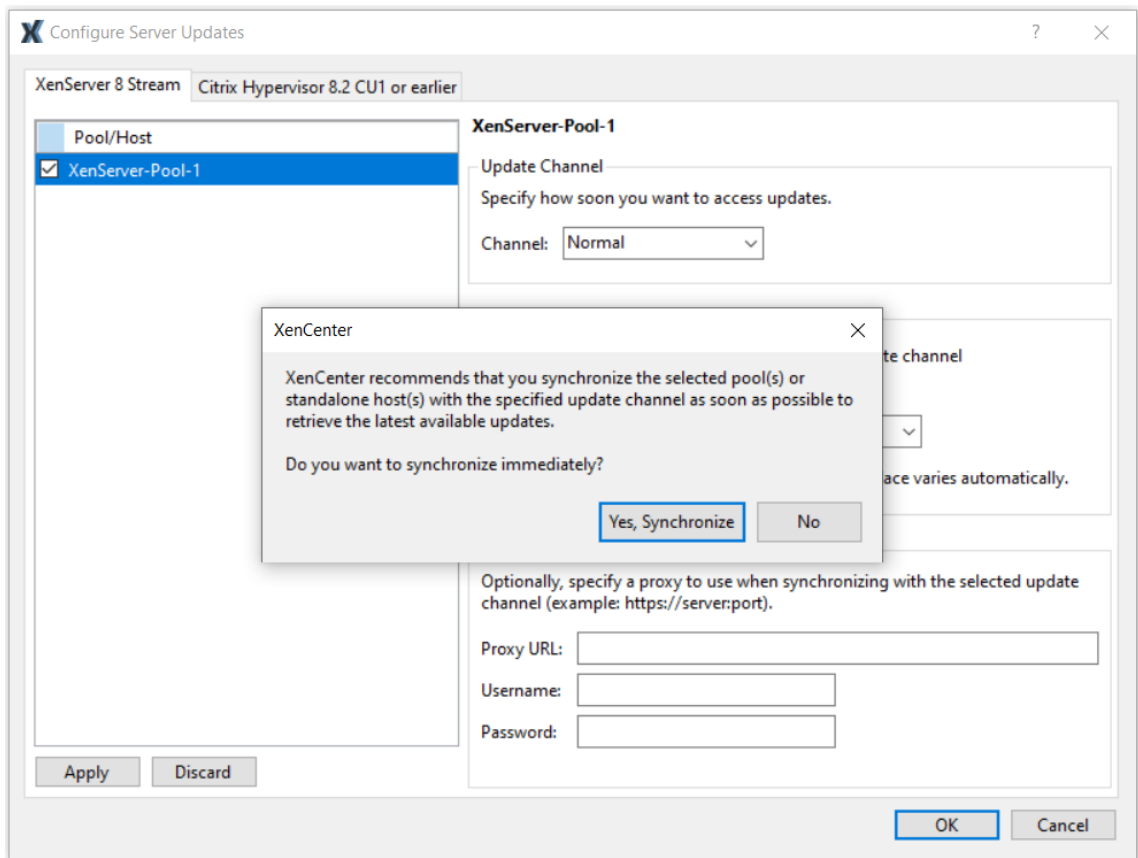 Configure Server Updates
XenServer 8 Stream
Citrix Hypervisor 8.2 CU1 or earlier
Pool/Host
XenServer-Pool-1
XenServer-Pool-1
Update Channel
Specify how soon you want to access updates.
Channel: Normal
te channel
ace varies automatically.
XenCenter
XenCenter recommends that you synchronize the selected pool(s) or
standalone host(s) with the specified update channel as soon as possible to
retrieve the latest available updates.
Do you want to synchronize immediately?
Yes, Synchronize
No
Optionally, specify a proxy to use when synchronizing with the selected update
channel (example: https://server:port).
Proxy URL:
Username:
Password:
Apply
Discard
OK
Cancel